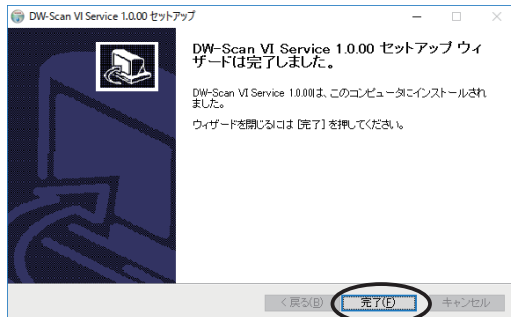 DW-Scan VI Service 1.0.00 セットアップ
DW-Scan VI Service 1.0.00 セットアップ ウィ
ザードは完了しました。
DW-Scan VI Service 1.0.00は、このコンピュータにインストールされ
ました。
ウィザードを閉じるには [完了] を押してください。
< 戻る(B)
完了(F)
キャンセル